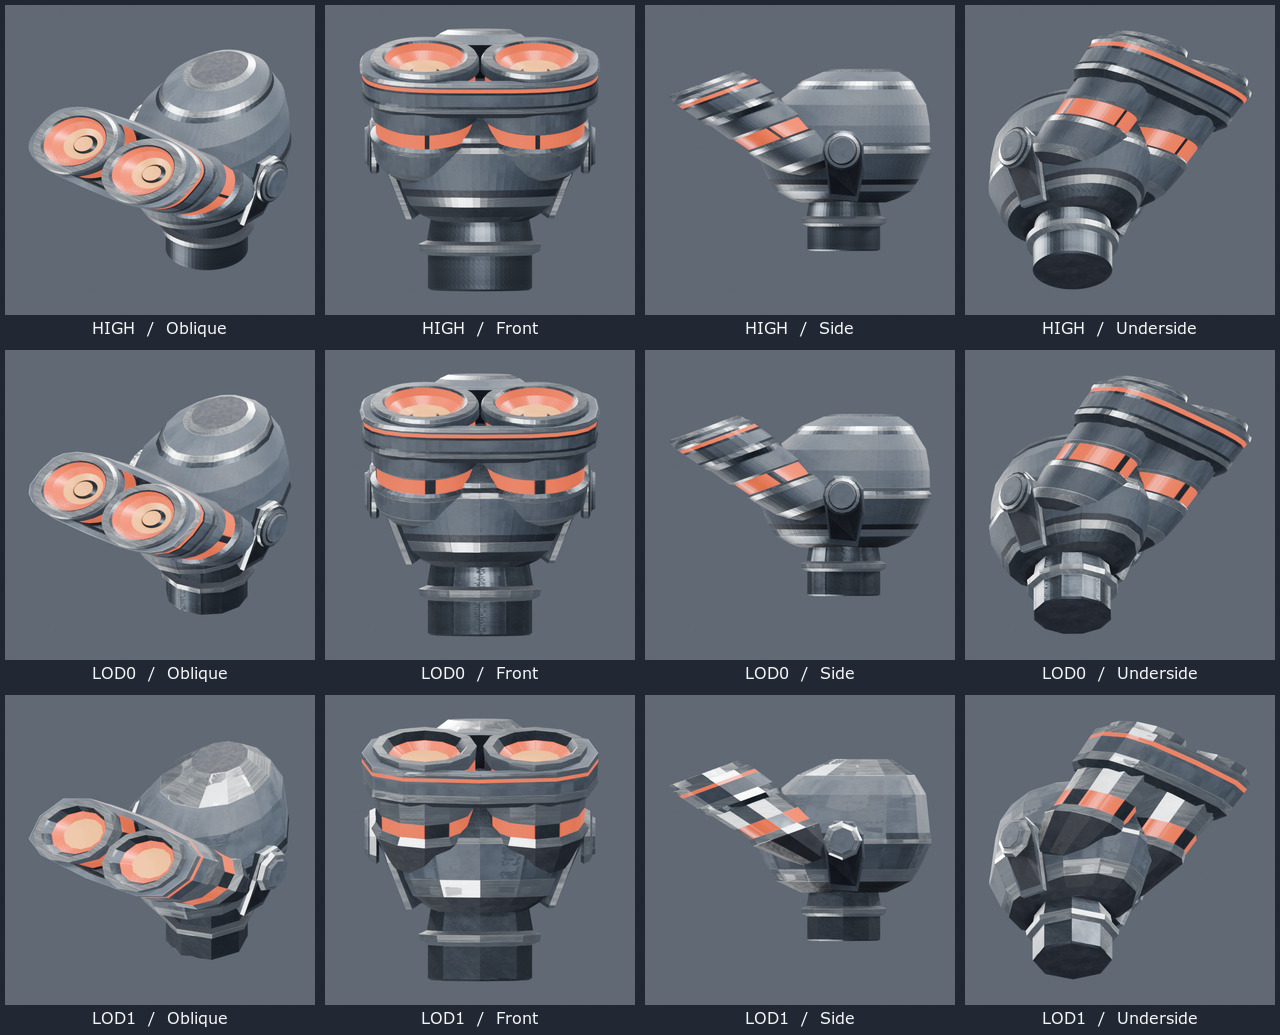 HIGH / Oblique
HIGH / Front
HIGH / Side
HIGH / Underside
LOD0 / Oblique
LOD0 / Front
LOD0 / Side
LOD0 / Underside
LOD1 / Oblique
LOD1 / Front
LOD1 / Side
LOD1 / Underside